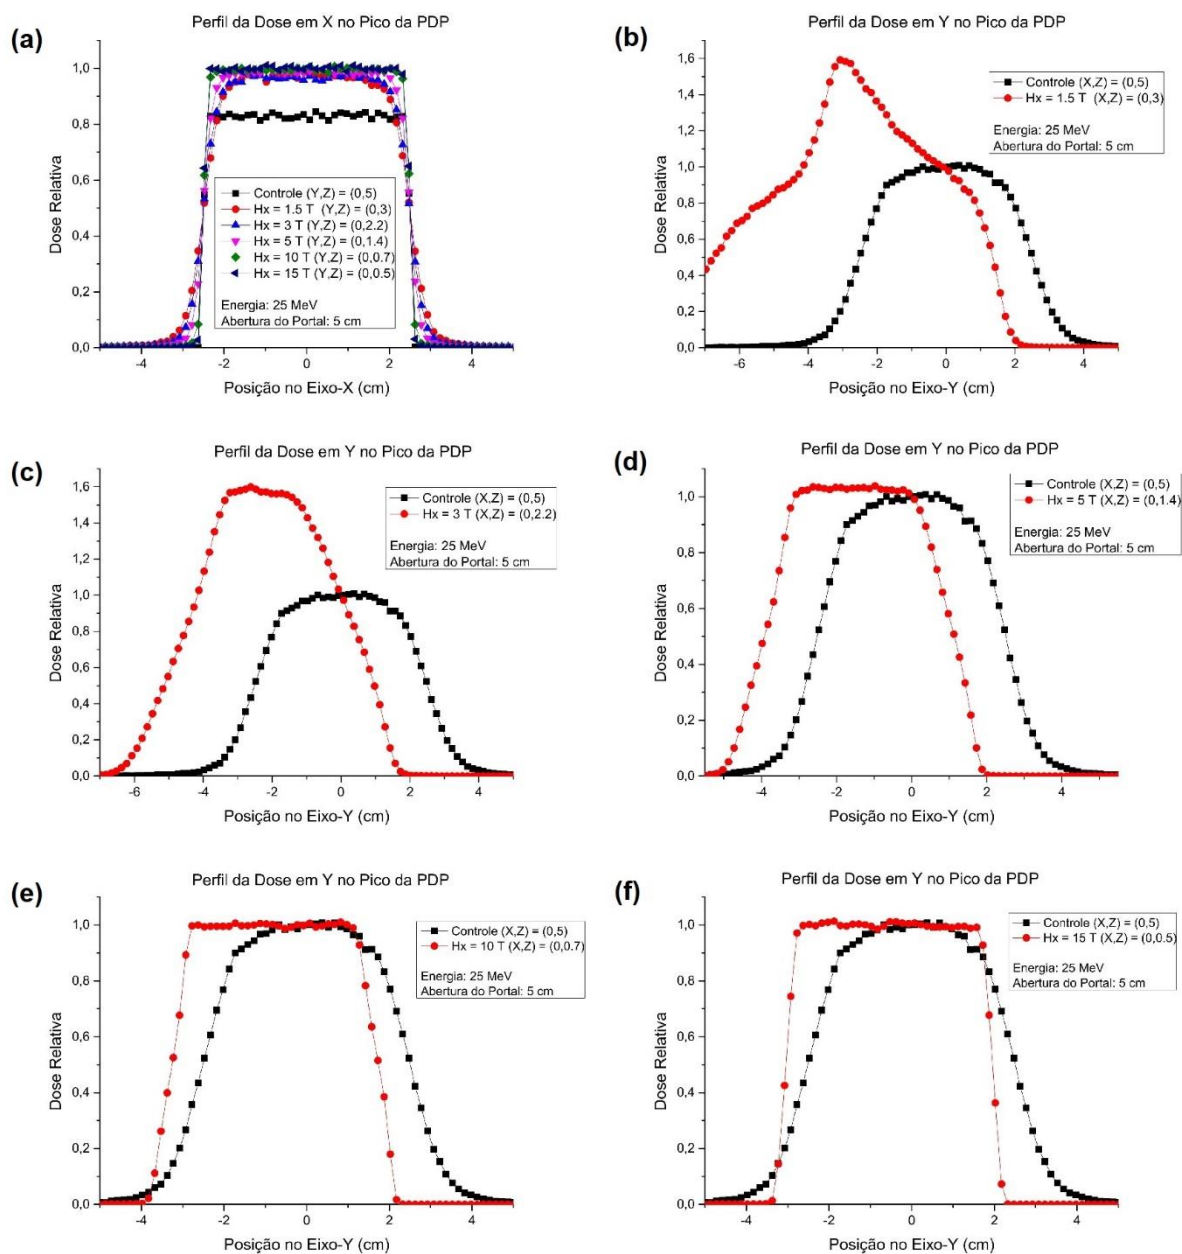 (a)
Perfil da Dose em X no Pico da PDP
Dose Relativa
1,0
0,8
0,6
0,4
0,2
0,0
Controle (Y,Z) = (0,5)
Hx = 1.5 T (Y,Z) = (0,3)
Hx = 3 T (Y,Z) = (0,2.2)
Hx = 5 T (Y,Z) = (0,1.4)
Hx = 10 T (Y,Z) = (0,0.7)
Hx = 15 T (Y,Z) = (0,0.5)
Energia: 25 MeV
Abertura do Portal: 5 cm
-4 -2 0 2 4
Posição no Eixo-X (cm)
(b)
Perfil da Dose em Y no Pico da PDP
Dose Relativa
1,6
1,4
1,2
1,0
0,8
0,6
0,4
0,2
0,0
Controle (X,Z) = (0,5)
Hx = 1.5 T (X,Z) = (0,3)
Energia: 25 MeV
Abertura do Portal: 5 cm
-6 -4 -2 0 2 4
Posição no Eixo-Y (cm)
(c)
Perfil da Dose em Y no Pico da PDP
Dose Relativa
1,6
1,4
1,2
1,0
0,8
0,6
0,4
0,2
0,0
Controle (X,Z) = (0,5)
Hx = 3 T (X,Z) = (0,2.2)
Energia: 25 MeV
Abertura do Portal: 5 cm
-6 -4 -2 0 2 4
Posição no Eixo-Y (cm)
(d)
Perfil da Dose em Y no Pico da PDP
Dose Relativa
1,0
0,8
0,6
0,4
0,2
0,0
Controle (X,Z) = (0,5)
Hx = 5 T (X,Z) = (0,1.4)
Energia: 25 MeV
Abertura do Portal: 5 cm
-4 -2 0 2 4
Posição no Eixo-Y (cm)
(e)
Perfil da Dose em Y no Pico da PDP
Dose Relativa
1,0
0,8
0,6
0,4
0,2
0,0
Controle (X,Z) = (0,5)
Hx = 10 T (X,Z) = (0,0.7)
Energia: 25 MeV
Abertura do Portal: 5 cm
-4 -2 0 2 4
Posição no Eixo-Y (cm)
(f)
Perfil da Dose em Y no Pico da PDP
Dose Relativa
1,0
0,8
0,6
0,4
0,2
0,0
Controle (X,Z) = (0,5)
Hx = 15 T (X,Z) = (0,0.5)
Energia: 25 MeV
Abertura do Portal: 5 cm
-4 -2 0 2 4
Posição no Eixo-Y (cm)